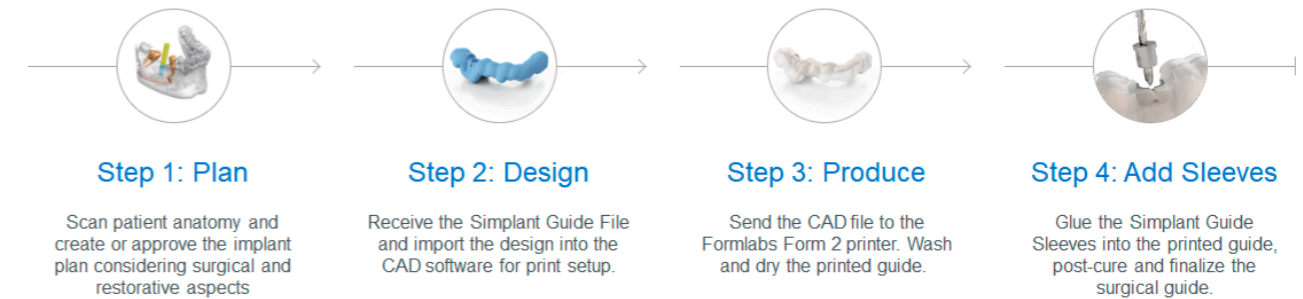 Step 1: Plan
Scan patient anatomy and
create or approve the implant
plan considering surgical and
restorative aspects
Step 2: Design
Receive the Simplant Guide File
and import the design into the
CAD software for print setup.
Step 3: Produce
Send the CAD file to the
Formlabs Form 2 printer. Wash
and dry the printed guide.
Step 4: Add Sleeves
Glue the Simplant Guide
Sleeves into the printed guide,
post-cure and finalize the
surgical guide.